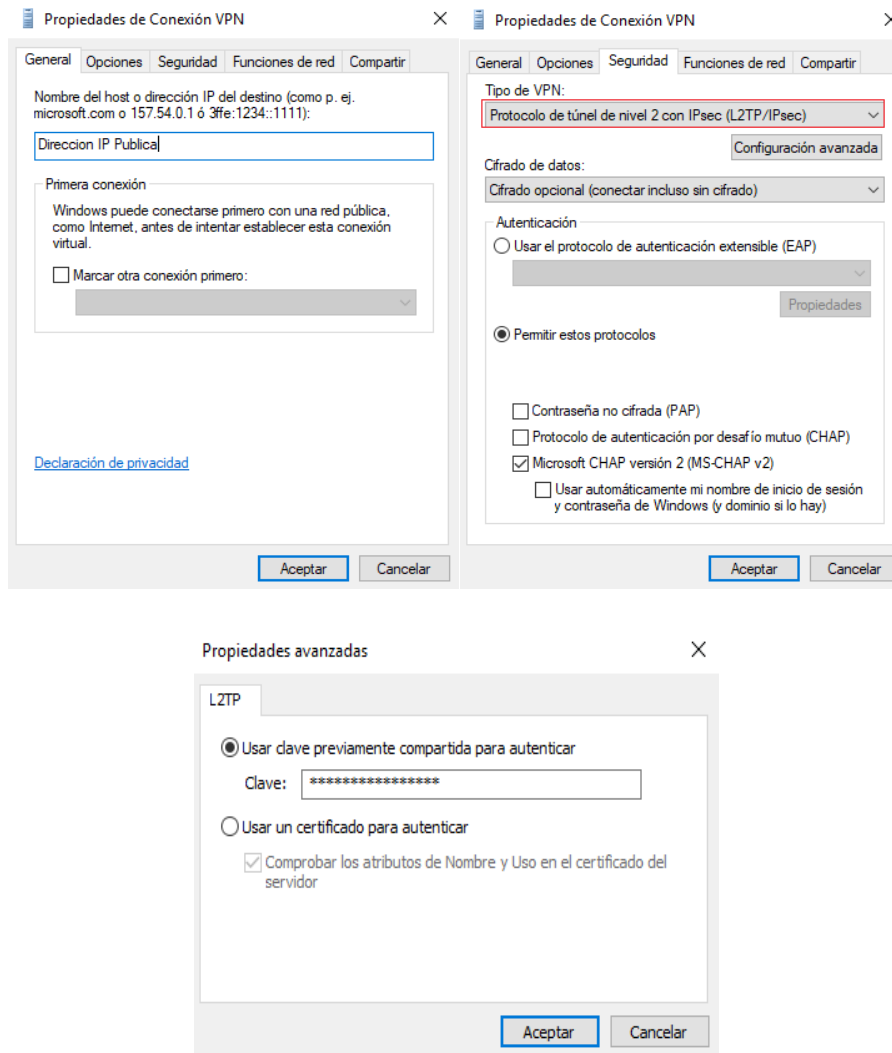 Propiedades de Conexión VPN
General Opciones Seguridad Funciones de red Compartir
Nombre del host o dirección IP del destino (como p. ej.
microsoft.com o 157.54.0.1 ó 3ffe:1234::1111):
Direccion IP Publica
Primera conexión
Windows puede conectarse primero con una red pública,
como Internet, antes de intentar establecer esta conexión
virtual.
Marcar otra conexión primero:
Declaración de privacidad
Aceptar Cancelar
Propiedades de Conexión VPN
General Opciones Seguridad Funciones de red Compartir
Tipo de VPN:
Protocolo de túnel de nivel 2 con IPsec (L2TP/IPsec)
Configuración avanzada
Cifrado de datos:
Cifrado opcional (conectar incluso sin cifrado)
Autenticación
Usar el protocolo de autenticación extensible (EAP)
Propiedades
Permitir estos protocolos
Contraseña no cifrada (PAP)
Protocolo de autenticación por desafío mutuo (CHAP)
Microsoft CHAP versión 2 (MS-CHAP v2)
Usar automáticamente mi nombre de inicio de sesión
y contraseña de Windows (y dominio si lo hay)
Aceptar Cancelar
Propiedades avanzadas
L2TP
Usar clave previamente compartida para autenticar
Clave: ****************
Usar un certificado para autenticar
Comprobar los atributos de Nombre y Uso en el certificado del
servidor
Aceptar Cancelar